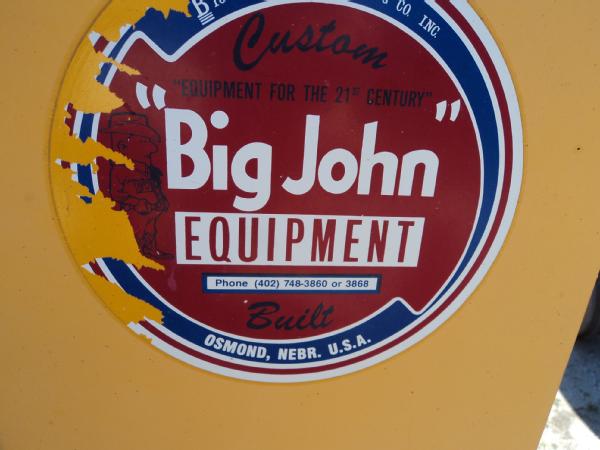 CO. INC.
Custom
"EQUIPMENT FOR THE 21ST CENTURY"
"Big John"
EQUIPMENT
Phone (402) 748-3860 or 3868
Built
OSMOND, NEBR. U.S.A.